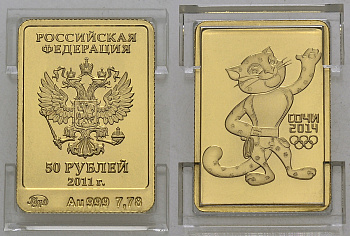 РОССИЙСКАЯ
ФЕДЕРАЦИЯ
50 РУБЛЕЙ
2011 г.
Au 999 7,78
СОЧИ
2014